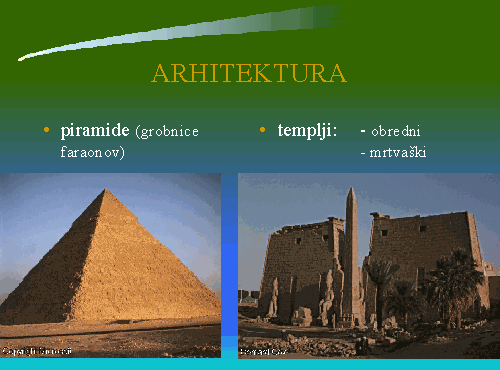 ARHITEKTURA
• piramide (grobnice
faraonov)
• templji: - obredni
- mrtvaški